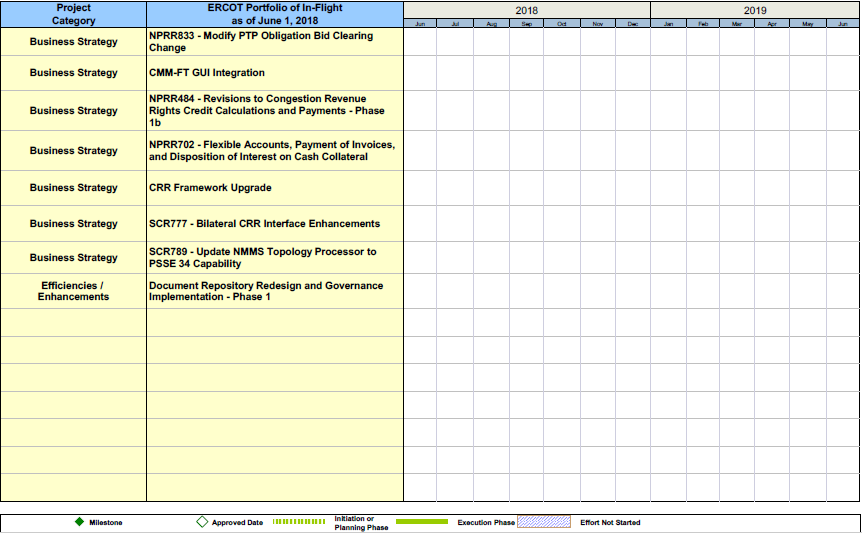 Project
Category
ERCOT Portfolio of In-Flight
as of June 1, 2018
2018
2019
Jun Jul Aug Sep Oct Nov Dec Jan Feb Mar Apr May Jun
Business Strategy
NPRR833 - Modify PTP Obligation Bid Clearing
Change
Business Strategy
CMM-FT GUI Integration
Business Strategy
NPRR484 - Revisions to Congestion Revenue
Rights Credit Calculations and Payments - Phase
1b
Business Strategy
NPRR702 - Flexible Accounts, Payment of Invoices,
and Disposition of Interest on Cash Collateral
Business Strategy
CRR Framework Upgrade
Business Strategy
SCR777 - Bilateral CRR Interface Enhancements
Business Strategy
SCR789 - Update NMMS Topology Processor to
PSSE 34 Capability
Efficiencies /
Enhancements
Document Repository Redesign and Governance
Implementation - Phase 1
Milestone
Approved Date
Initiation or
Planning Phase
Execution Phase
Effort Not Started